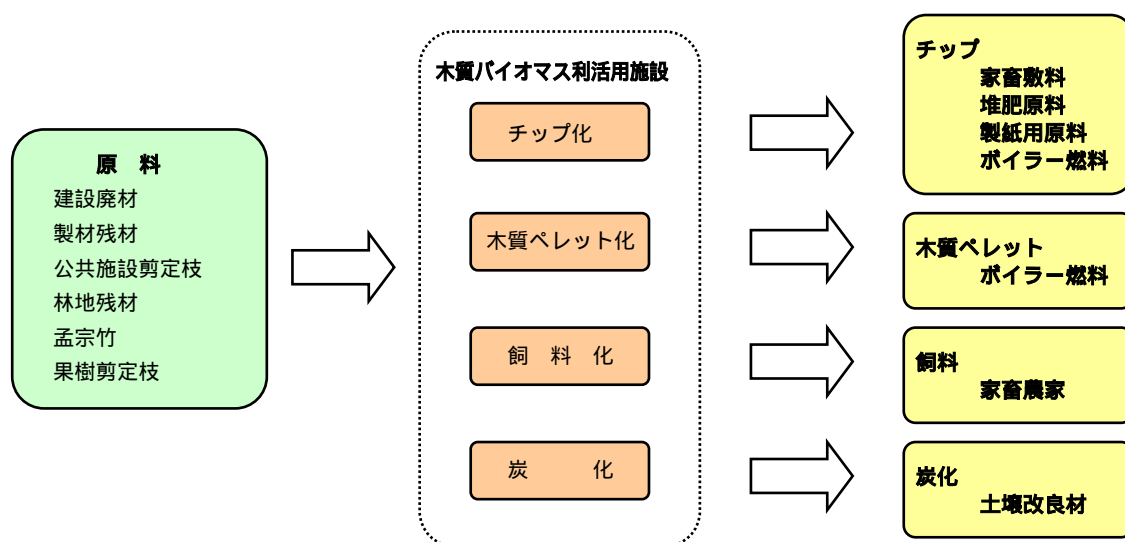 原　料
建設廃材
製材残材
公共施設剪定枝
林地残材
孟宗竹
果樹剪定枝
木質バイオマス利活用施設
チップ化
木質ペレット化
飼　料　化
炭　　　化
チップ
家畜敷料
堆肥原料
製紙用原料
ボイラー燃料
木質ペレット
ボイラー燃料
飼料
家畜農家
炭化
土壌改良材